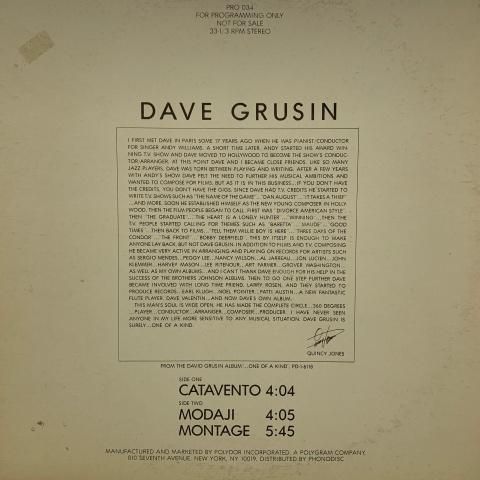 PRO 034
FOR PROGRAMMING ONLY
NOT FOR SALE
33-1/3 RPM STEREO
DAVE GRUSIN
I FIRST MET DAVE IN PARIS SOME 17 YEARS AGO WHEN HE WAS PIANIST/CONDUCTOR
FOR SINGER ANDY WILLIAMS. A SHORT TIME LATER, ANDY STARTED HIS AWARD WIN
NING T.V. SHOW AND DAVE MOVED TO HOLLYWOOD TO BECOME THE SHOW'S CONDUC-
TOR/ARRANGER. AT THIS POINT DAVE AND I BECAME CLOSE FRIENDS. LIKE SO MANY
JAZZ PLAYERS, DAVE WAS TORN BETWEEN PLAYING AND WRITING. AFTER A FEW YEARS
WITH ANDY'S SHOW DAVE FELT THE NEED TO FURTHER HIS MUSICAL AMBITIONS AND
WANTED TO COMPOSE FOR FILMS, BUT AS IT IS IN THIS BUSINESS...IF YOU DON'T HAVE
THE CREDITS, YOU DON'T HAVE THE GIGS. SINCE DAVE HAD T.V. CREDITS HE STARTED TO
WRITE T.V. SHOWS SUCH AS "THE NAME OF THE GAME"... "DAN AUGUST"... "IT TAKES A THIEF"
...AND MORE. SOON HE ESTABLISHED HIMSELF AS THE NEW YOUNG COMPOSER IN HOLLY
WOOD, THEN THE FILM PEOPLE BEGAN TO CALL. FIRST WAS "DIVORCE AMERICAN STYLE"...
THEN "THE GRADUATE"... "THE HEART IS A LONELY HUNTER"... "WINNING"... THEN THE
T.V. PEOPLE STARTED CALLING FOR THEMES SUCH AS "BARETTA"... "MAUDE"... "GOOD
TIMES"... THEN BACK TO FILMS... "TELL THEM WILLIE BOY IS HERE"... "THREE DAYS OF THE
CONDOR"... "THE FRONT"... "BOBBY DEERFIELD"... THIS BY ITSELF IS ENOUGH TO MAKE
ANYONE LAY BACK, BUT NOT DAVE GRUSIN. IN ADDITION TO FILMS AND T.V. COMPOSING
HE BECAME VERY ACTIVE IN ARRANGING AND PLAYING ON RECORDS FOR ARTISTS SUCH
AS SERGIO MENDES...PEGGY LEE...NANCY WILSON...AL JARREAU...JON LUCIEN...JOHN
KLEMMER...HARVEY MASON...LEE RITENOUR...ART FARMER...GROVER WASHINGTON...
AS WELL AS MY OWN ALBUMS...AND I CAN'T THANK DAVE ENOUGH FOR HIS HELP IN THE
SUCCESS OF THE BROTHERS JOHNSON ALBUMS. THEN TO GO ONE STEP FURTHER DAVE
BECAME INVOLVED WITH LONG TIME FRIEND, LARRY ROSEN, AND THEY STARTED TO
PRODUCE RECORDS...EARL KLUGH...NOEL POINTER...PATTI AUSTIN...A NEW FANTASTIC
FLUTE PLAYER, DAVE VALENTIN...AND NOW DAVE'S OWN ALBUM.
THIS MAN'S SOUL IS WIDE OPEN, HE HAS MADE THE COMPLETE CIRCLE...360 DEGREES
...PLAYER...CONDUCTOR...ARRANGER...COMPOSER...PRODUCER. I HAVE NEVER SEEN
ANYONE IN MY LIFE MORE SENSITIVE TO ANY MUSICAL SITUATION. DAVE GRUSIN IS
SURELY...ONE OF A KIND.
QUINCY JONES
FROM THE DAVID GRUSIN ALBUM "...ONE OF A KIND". PD-1-6118
SIDE ONE
CATAVENTO 4:04
SIDE TWO
MODAJI 4:05
MONTAGE 5:45
MANUFACTURED AND MARKETED BY POLYDOR INCORPORATED. A POLYGRAM COMPANY.
810 SEVENTH AVENUE, NEW YORK, NY 10019. DISTRIBUTED BY PHONODISC